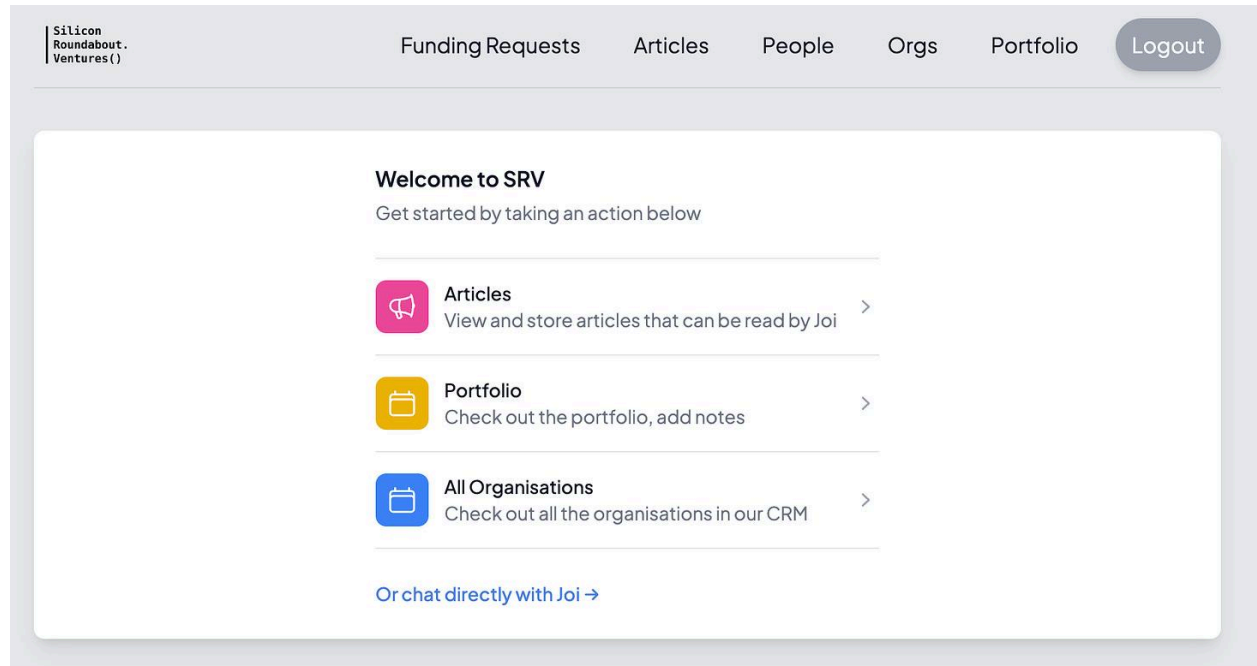 Silicon
Roundabout.
Ventures()
Funding Requests Articles People Orgs Portfolio Logout
Welcome to SRV
Get started by taking an action below
Articles
View and store articles that can be read by Joi
Portfolio
Check out the portfolio, add notes
All Organisations
Check out all the organisations in our CRM
Or chat directly with Joi →